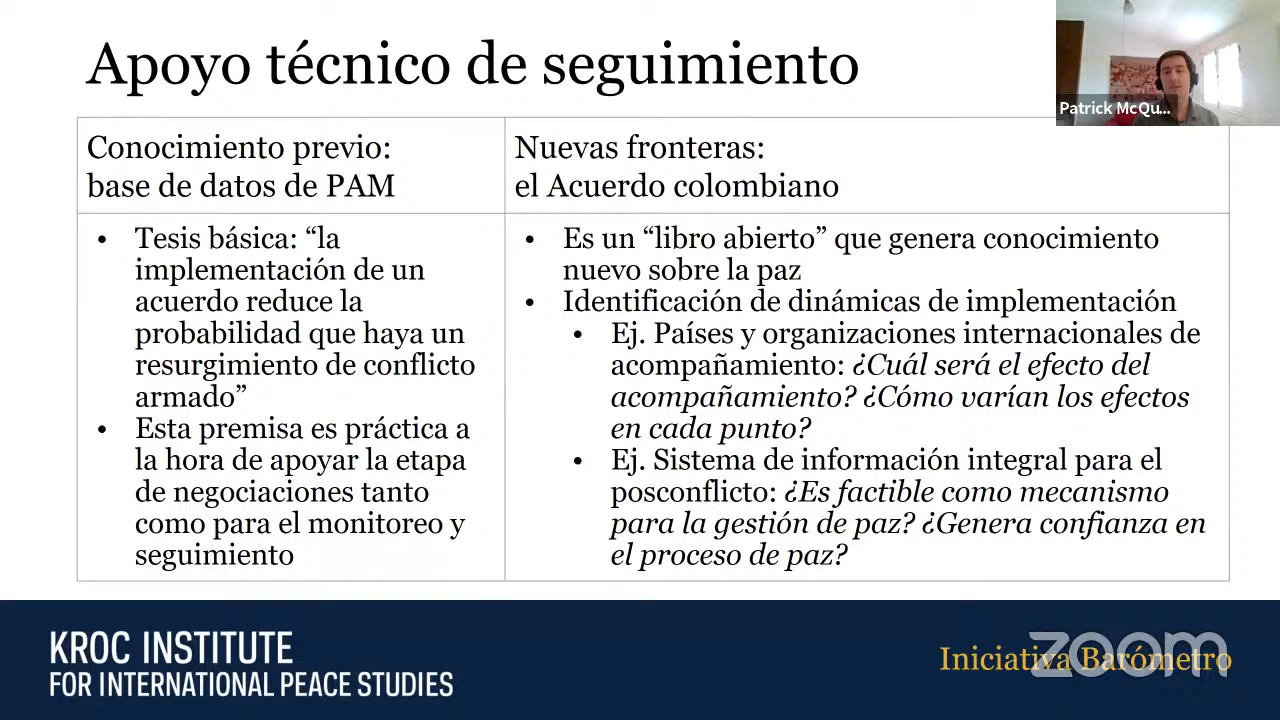 Apoyo técnico de seguimiento
Patrick McQu...
Conocimiento previo:
base de datos de PAM
Nuevas fronteras:
el Acuerdo colombiano
• Tesis básica: “la
implementación de un
acuerdo reduce la
probabilidad que haya un
resurgimiento de conflicto
armado”
• Esta premisa es práctica a
la hora de apoyar la etapa
de negociaciones tanto
como para el monitoreo y
seguimiento
• Es un “libro abierto” que genera conocimiento
nuevo sobre la paz
• Identificación de dinámicas de implementación
• Ej. Países y organizaciones internacionales de
acompañamiento: ¿Cuál será el efecto del
acompañamiento? ¿Cómo varían los efectos
en cada punto?
• Ej. Sistema de información integral para el
posconflicto: ¿Es factible como mecanismo
para la gestión de paz? ¿Genera confianza en
el proceso de paz?
KROC INSTITUTE
FOR INTERNATIONAL PEACE STUDIES
Iniciativa Barómetro
zoom